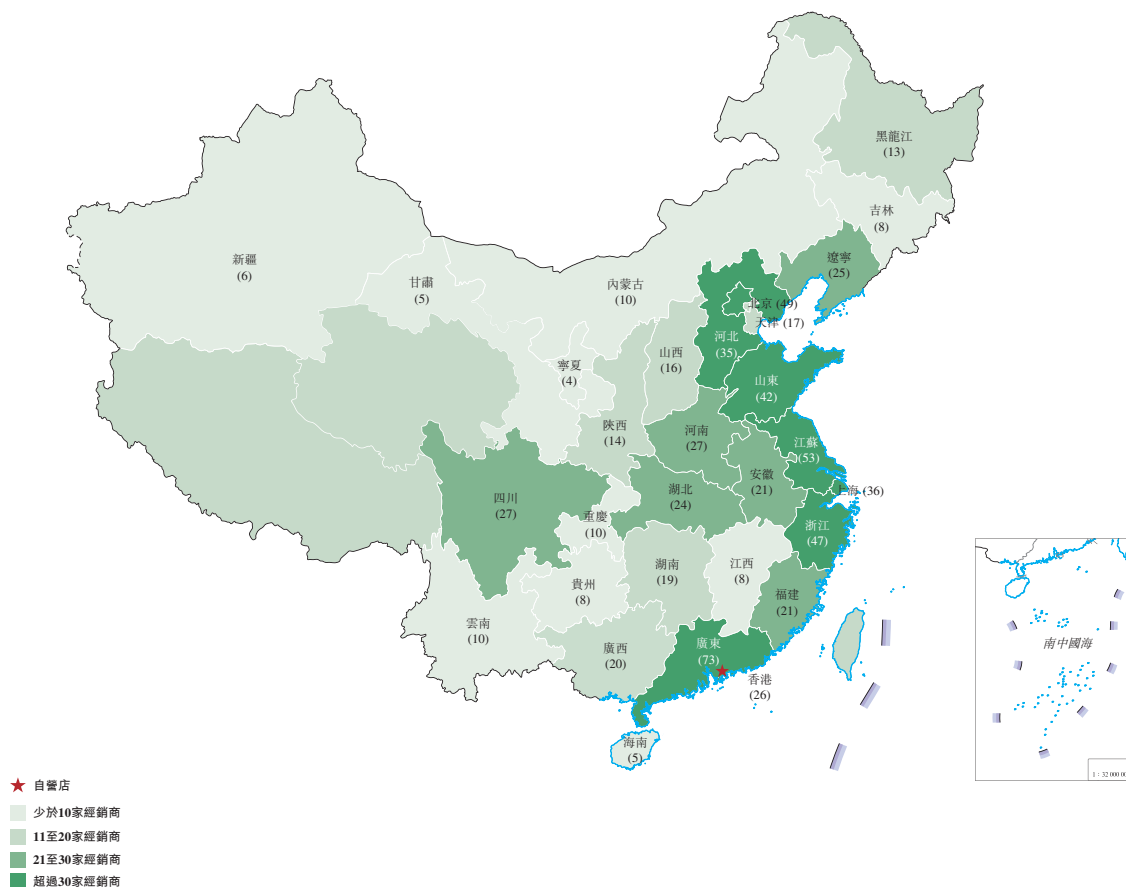 黑龍江
(13)
吉林
(8)
遼寧
(25)
新疆
(6)
甘肅
(5)
內蒙古
(10)
北京 (49)
天津 (17)
河北
(35)
山西
(16)
寧夏
(4)
山東
(42)
陝西
(14)
河南
(27)
江蘇
(53)
安徽
(21)
上海 (36)
四川
(27)
湖北
(24)
重慶
(10)
浙江
(47)
湖南
(19)
江西
(8)
貴州
(8)
福建
(21)
雲南
(10)
廣西
(20)
廣東
(73)
香港
(26)
海南
(5)
南中國海
自營店
少於10家經銷商
11至20家經銷商
21至30家經銷商
超過30家經銷商